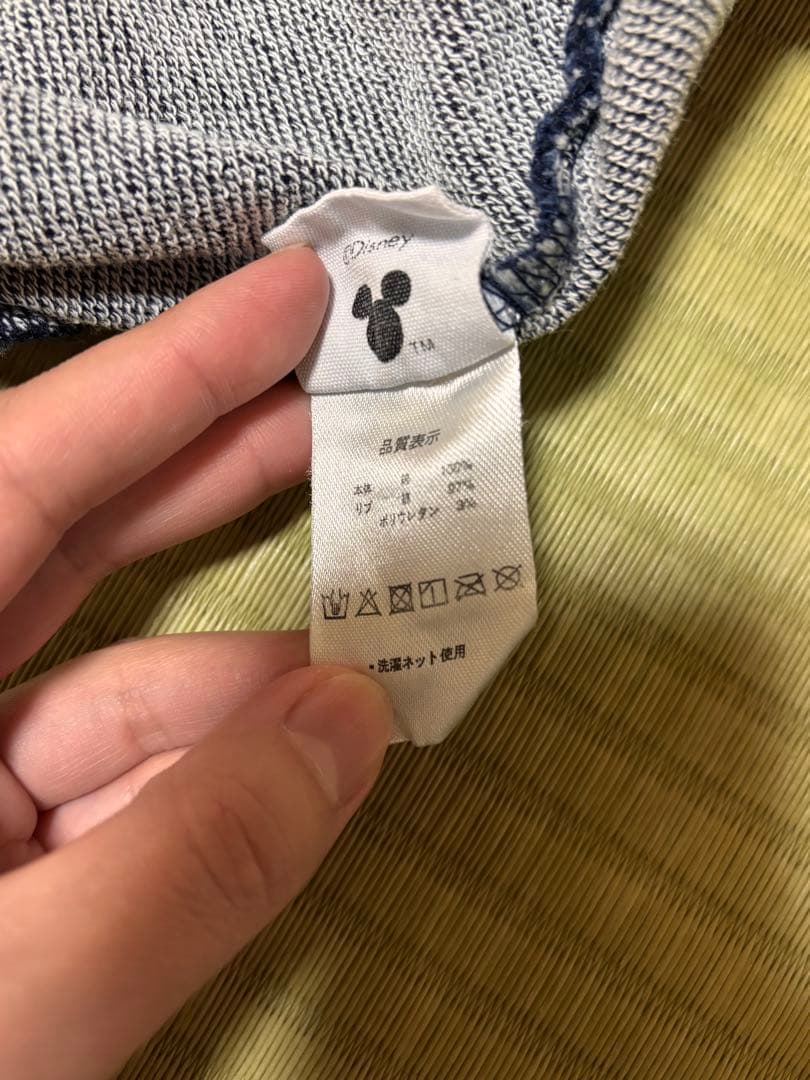 ©Disney
TM
品質表示
本体 綿 100%
リブ 綿 97%
ポリウレタン 3%
・洗濯ネット使用